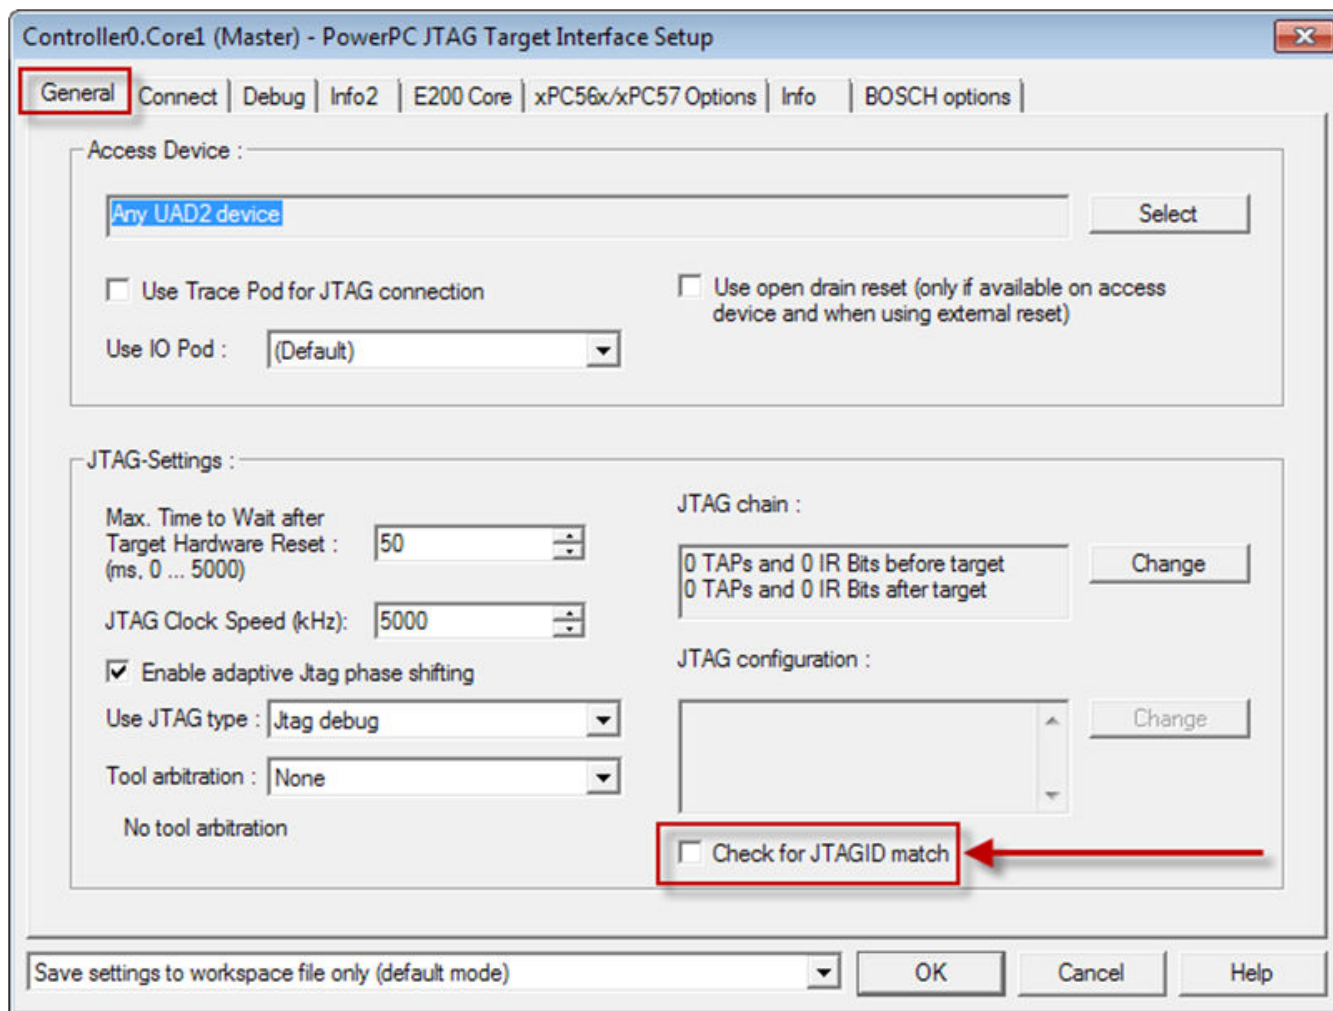 Controller0.Core1 (Master) - PowerPC JTAG Target Interface Setup
General Connect Debug Info2 E200 Core xPC56x/xPC57 Options Info BOSCH options
Access Device :
Any UAD2 device
Select
Use Trace Pod for JTAG connection
Use open drain reset (only if available on access
device and when using external reset)
Use IO Pod :
(Default)
JTAG-Settings :
Max. Time to Wait after
Target Hardware Reset :
(ms, 0 ... 5000)
50
JTAG Clock Speed (kHz):
5000
Enable adaptive Jtag phase shifting
Use JTAG type :
Jtag debug
Tool arbitration :
None
No tool arbitration
JTAG chain :
0 TAPs and 0 IR Bits before target
0 TAPs and 0 IR Bits after target
Change
JTAG configuration :
Change
Check for JTAGID match
Save settings to workspace file only (default mode)
OK
Cancel
Help